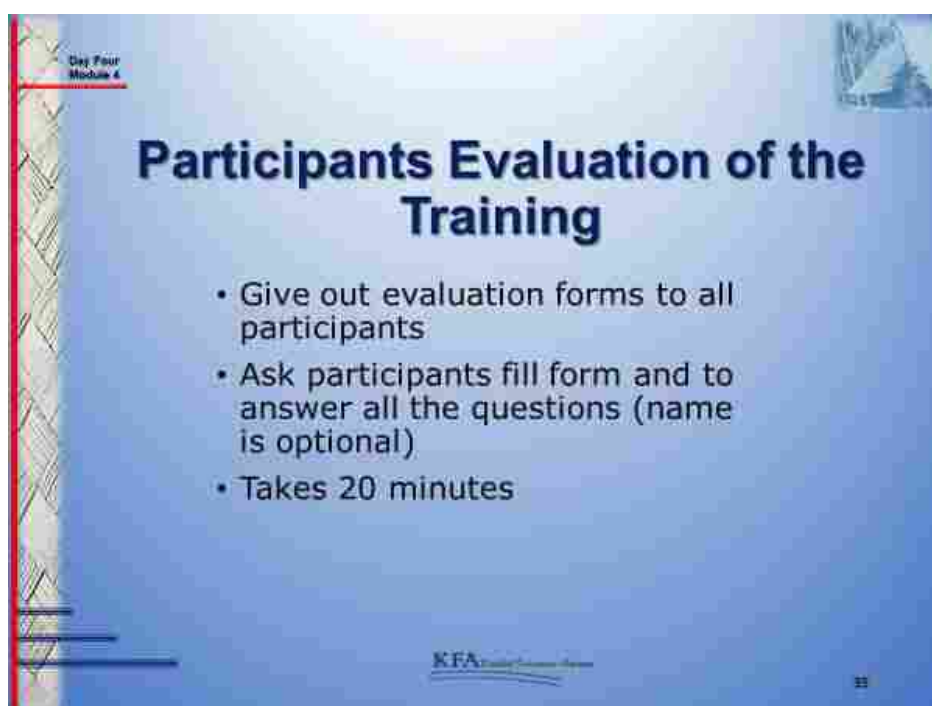 Day Four
Module 4
Participants Evaluation of the
Training
• Give out evaluation forms to all
participants
• Ask participants fill form and to
answer all the questions (name
is optional)
• Takes 20 minutes
KFA